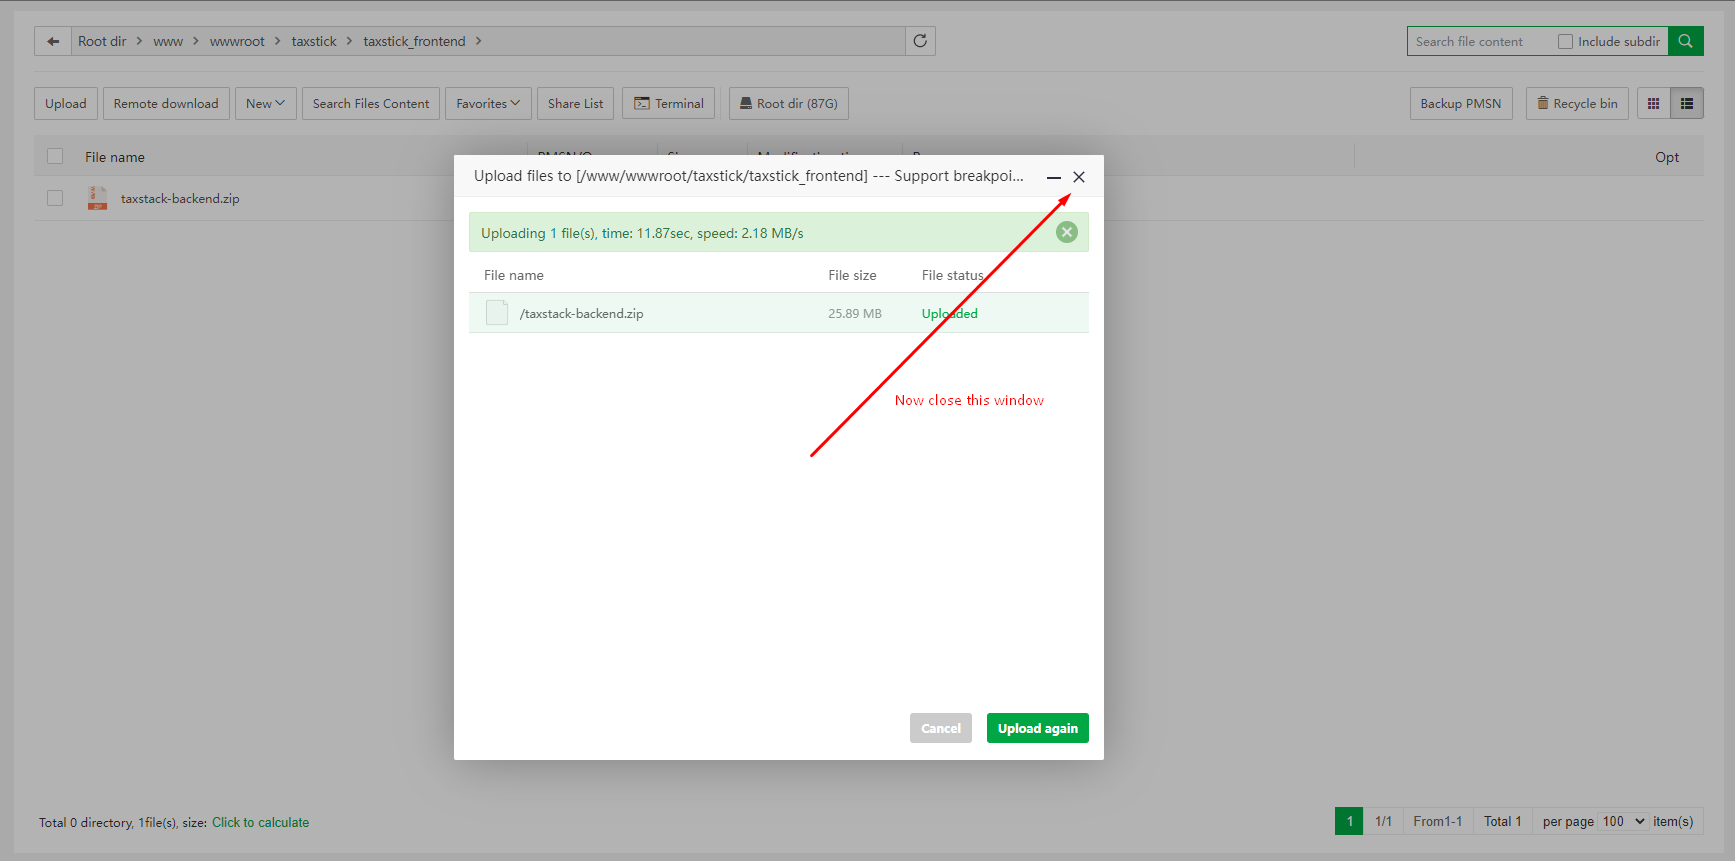 Root dir > www > wwwroot > taxstick > taxstick_frontend >
Search file content Include subdir
Upload Remote download New Search Files Content Favorites Share List Terminal Root dir (87G) Backup PMSN Recycle bin
File name Opt
taxstack-backend.zip
Upload files to [/www/wwwroot/taxstick/taxstick_frontend] --- Support breakpoi...
Uploading 1 file(s), time: 11.87sec, speed: 2.18 MB/s
File name File size File status
/taxstack-backend.zip 25.89 MB Uploaded
Now close this window
Cancel Upload again
Total 0 directory, 1file(s), size: Click to calculate
1 1/1 From1-1 Total 1 per page 100 item(s)